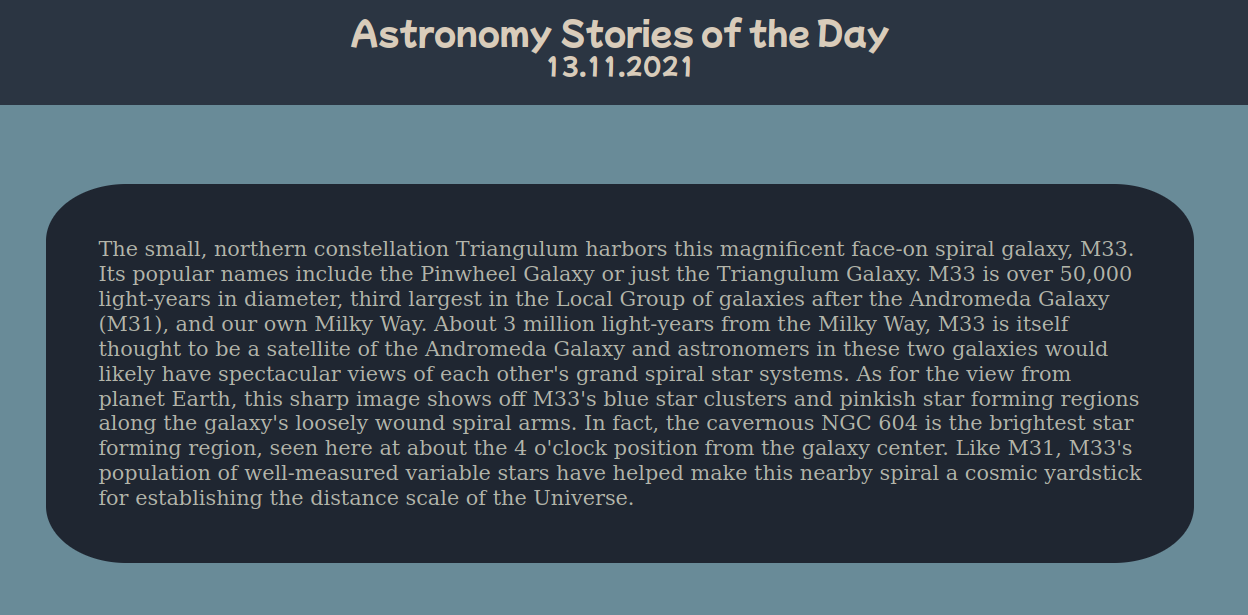 Astronomy Stories of the Day
13.11.2021
The small, northern constellation Triangulum harbors this magnificent face-on spiral galaxy, M33.
Its popular names include the Pinwheel Galaxy or just the Triangulum Galaxy. M33 is over 50,000
light-years in diameter, third largest in the Local Group of galaxies after the Andromeda Galaxy
(M31), and our own Milky Way. About 3 million light-years from the Milky Way, M33 is itself
thought to be a satellite of the Andromeda Galaxy and astronomers in these two galaxies would
likely have spectacular views of each other's grand spiral star systems. As for the view from
planet Earth, this sharp image shows off M33's blue star clusters and pinkish star forming regions
along the galaxy's loosely wound spiral arms. In fact, the cavernous NGC 604 is the brightest star
forming region, seen here at about the 4 o'clock position from the galaxy center. Like M31, M33's
population of well-measured variable stars have helped make this nearby spiral a cosmic yardstick
for establishing the distance scale of the Universe.